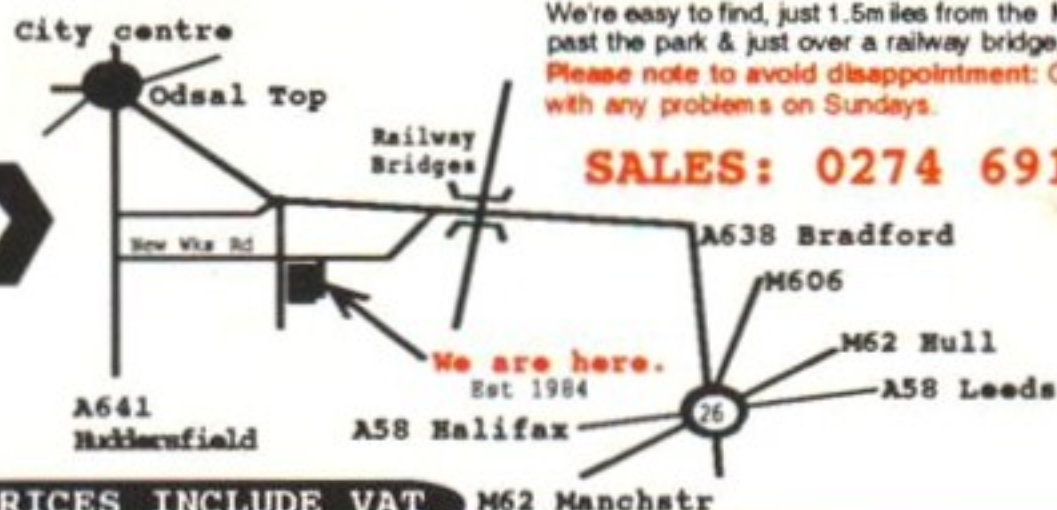 We're easy to find, just 1.5miles from the
past the park & just over a railway bridge
Please note to avoid disappointment:
with any problems on Sundays.
SALES: 0274 691
City centre
Odsal Top
Railway
Bridges
A638 Bradford
New Wks Rd
M606
We are here.
Est 1984
M62 Hull
A58 Leeds
26
A641
Huddersfield
A58 Halifax
M62 Manchstr
PRICES INCLUDE VAT